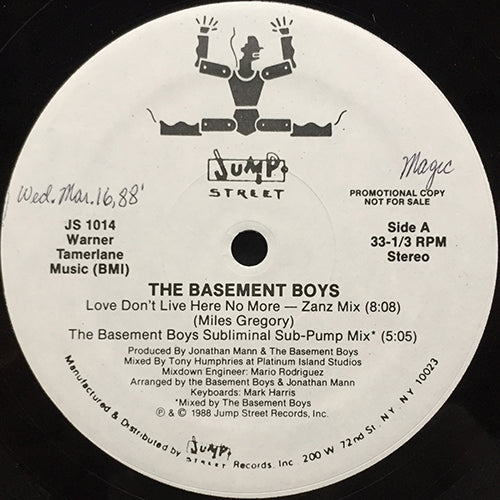 JUMP.
STREET
Wed. Mar. 16, 88'
Magic
PROMOTIONAL COPY
NOT FOR SALE
JS 1014
Warner
Tamerlane
Music (BMI)
Side A
33-1/3 RPM
Stereo
THE BASEMENT BOYS
Love Don't Live Here No More — Zanz Mix (8:08)
(Miles Gregory)
The Basement Boys Subliminal Sub-Pump Mix* (5:05)
Produced By Jonathan Mann & The Basement Boys
Mixed By Tony Humphries at Platinum Island Studios
Mixdown Engineer: Mario Rodriguez
Arranged by the Basement Boys & Jonathan Mann
Keyboards: Mark Harris
*Mixed by The Basement Boys
℗ & © 1988 Jump Street Records, Inc.
Manufactured & Distributed by JUMP. STREET Records. Inc 200 W 72nd St. NY NY 10023